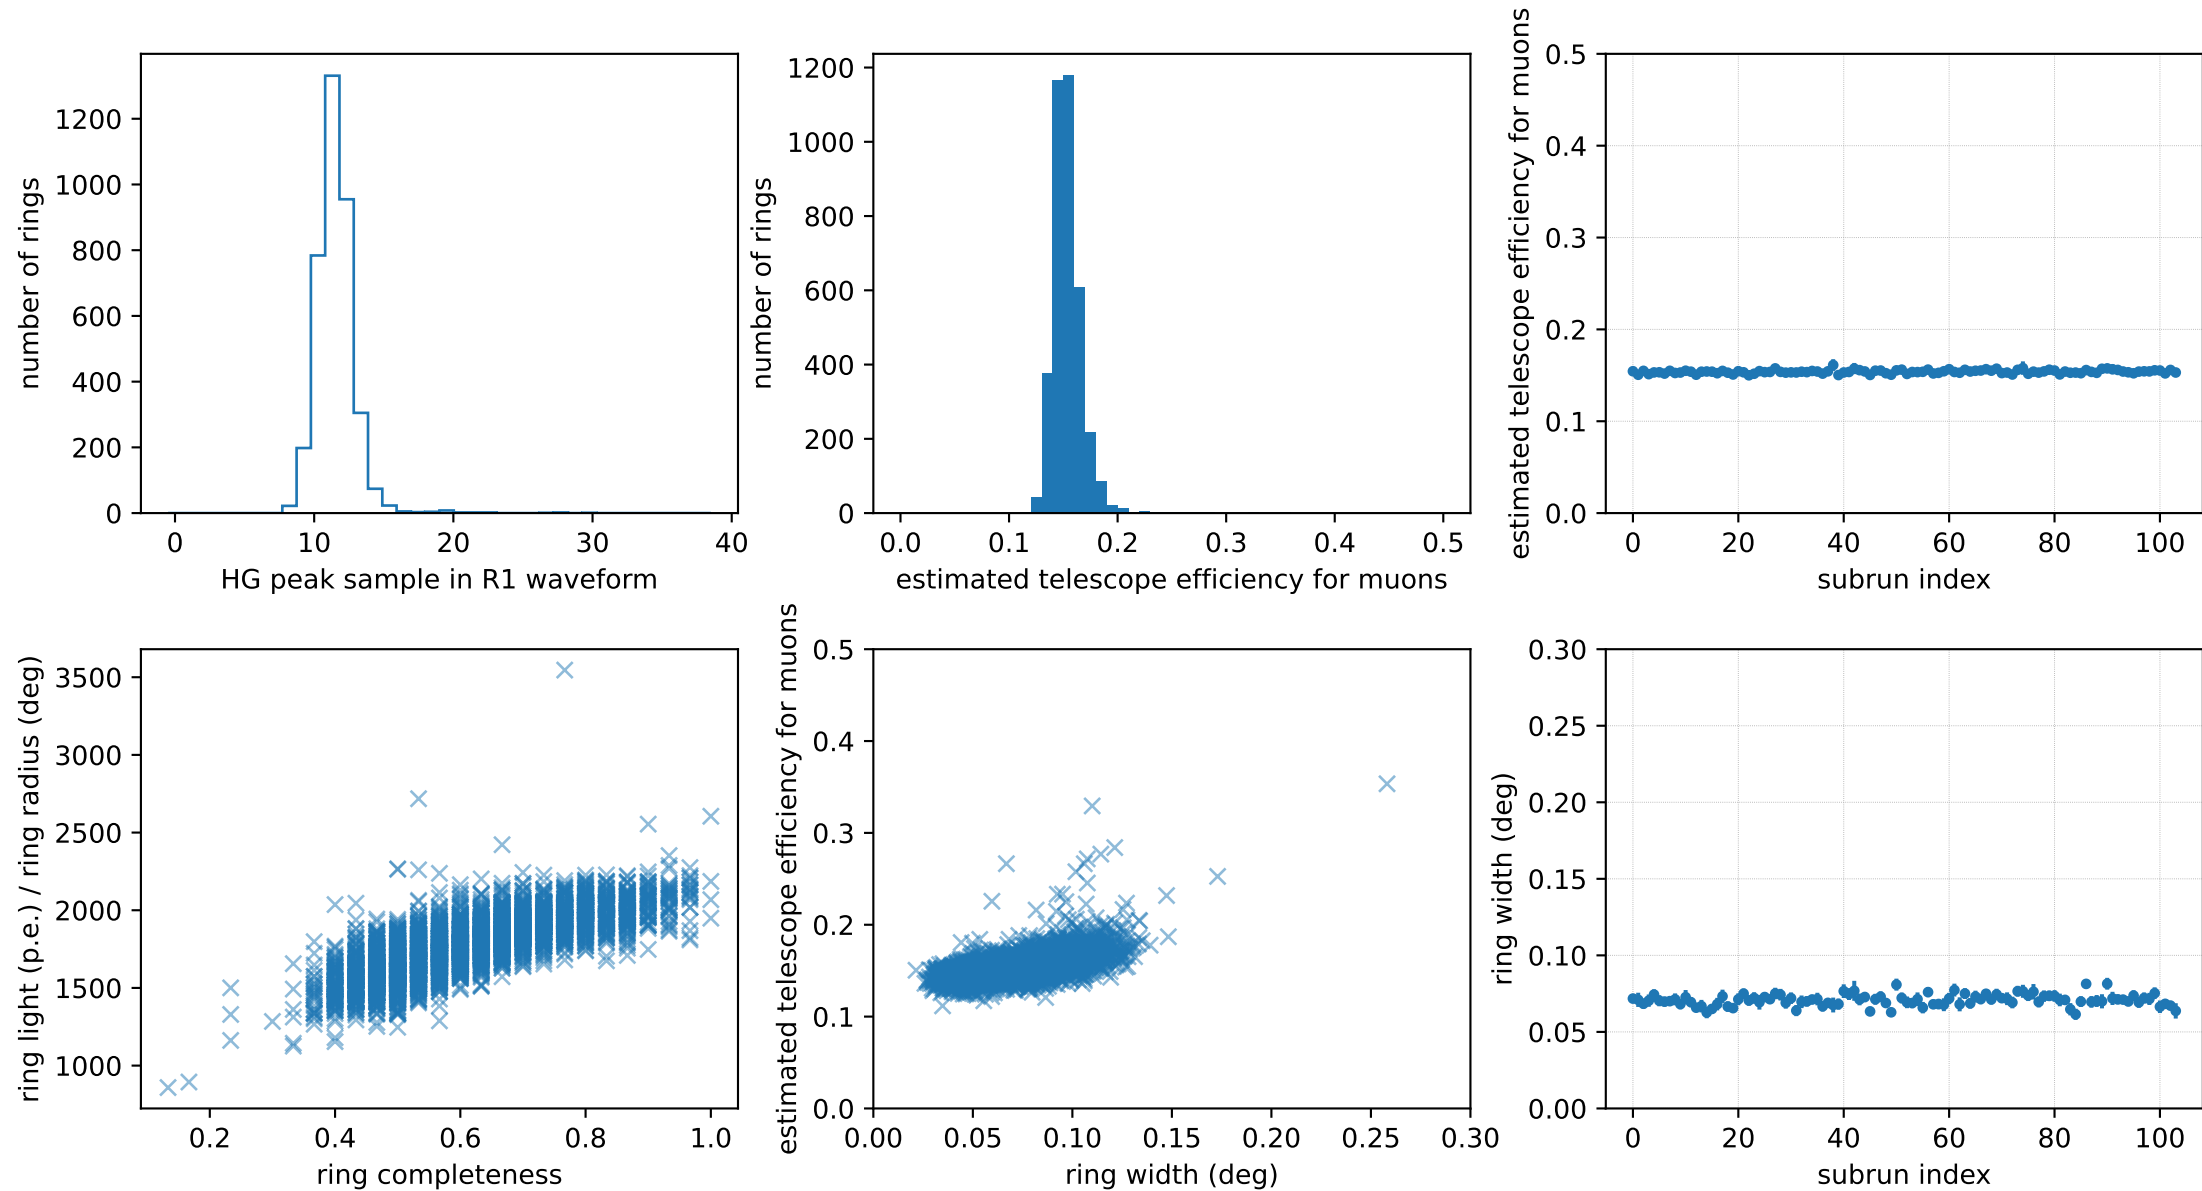 number of rings
1200
1000
800
600
400
200
0
0 10 20 30 40
HG peak sample in R1 waveform
number of rings
1200
1000
800
600
400
200
0
0.0 0.1 0.2 0.3 0.4 0.5
estimated telescope efficiency for muons
estimated telescope efficiency for muons
0.5
0.4
0.3
0.2
0.1
0.0
0 20 40 60 80 100
subrun index
ring light (p.e.) / ring radius (deg)
3500
3000
2500
2000
1500
1000
0.2 0.4 0.6 0.8 1.0
ring completeness
estimated telescope efficiency for muons
0.5
0.4
0.3
0.2
0.1
0.0
0.00 0.05 0.10 0.15 0.20 0.25 0.30
ring width (deg)
ring width (deg)
0.30
0.25
0.20
0.15
0.10
0.05
0.00
0 20 40 60 80 100
subrun index